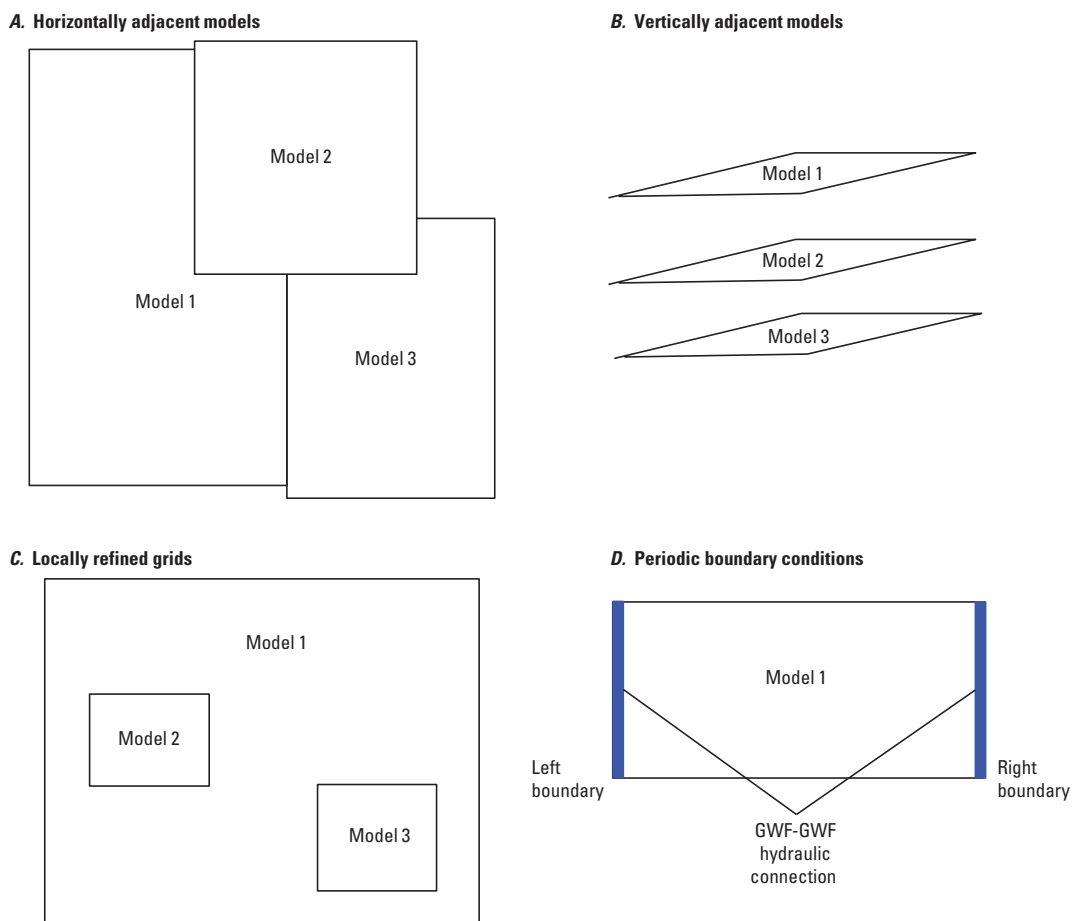 A. Horizontally adjacent models
Model 2
Model 1
Model 3
B. Vertically adjacent models
Model 1
Model 2
Model 3
C. Locally refined grids
Model 1
Model 2
Model 3
D. Periodic boundary conditions
Model 1
Left
boundary
Right
boundary
GWF-GWF
hydraulic
connection